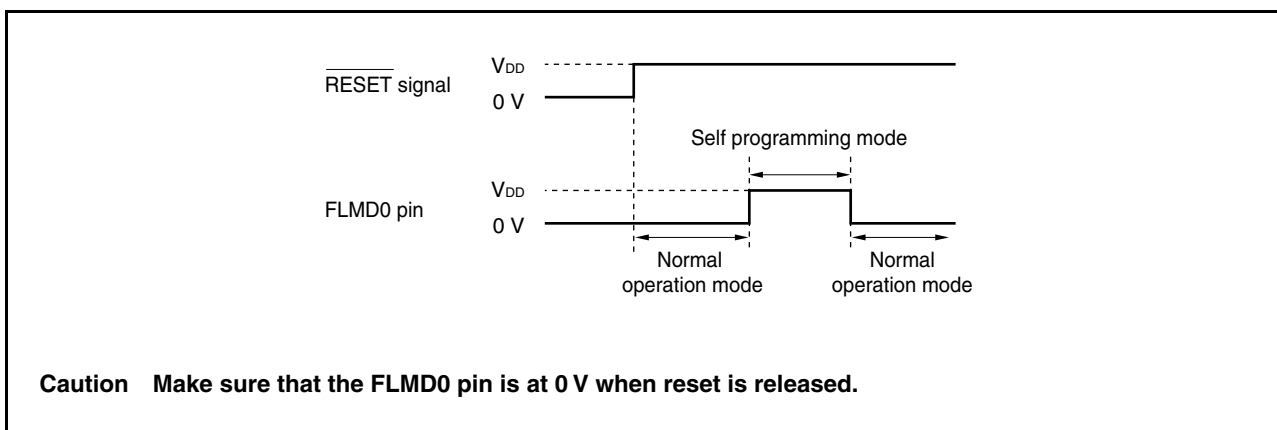 RESET signal
VDD
0 V
Self programming mode
FLMD0 pin
VDD
0 V
Normal
operation mode
Normal
operation mode
Caution Make sure that the FLMD0 pin is at 0 V when reset is released.